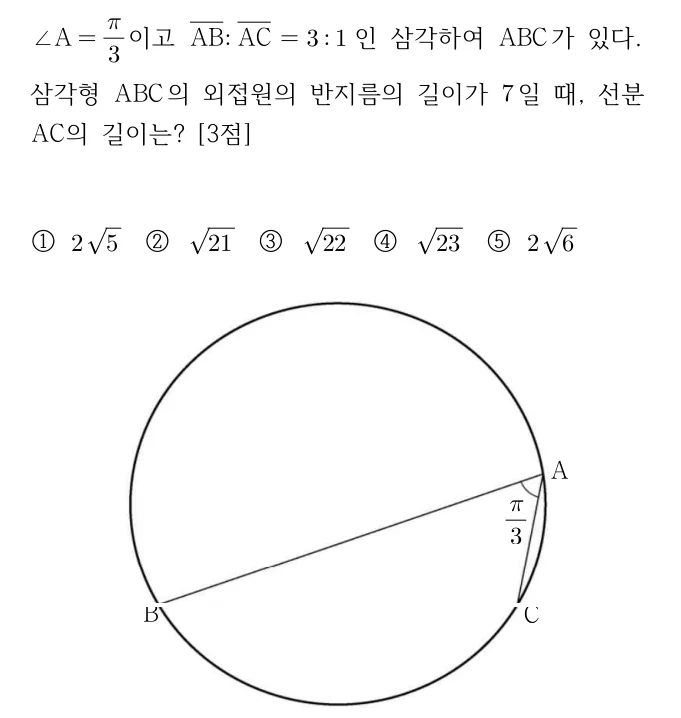 ∠A = π/3 이고 AB : AC = 3 : 1 인 삼각하여 ABC가 있다.
삼각형 ABC의 외접원의 반지름의 길이가 7일 때, 선분
AC의 길이는? [3점]
① 2√5 ② √21 ③ √22 ④ √23 ⑤ 2√6
A
π/3
B
C